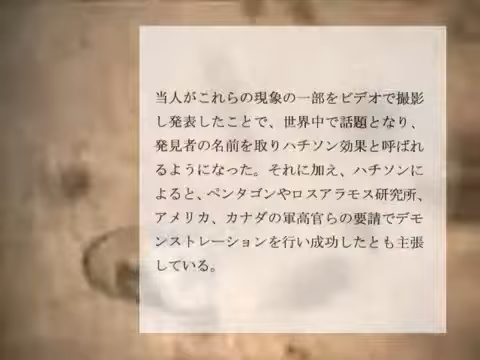 当人がこれらの現象の一部をビデオで撮影
し発表したことで、世界中で話題となり、
発見者の名前を取りハチソン効果と呼ばれ
るようになった。それに加え、ハチソンに
よると、ペンタゴンやロスアラモス研究所、
アメリカ、カナダの軍高官らの要請でデモ
ンストレーションを行い成功したとも主張
している。